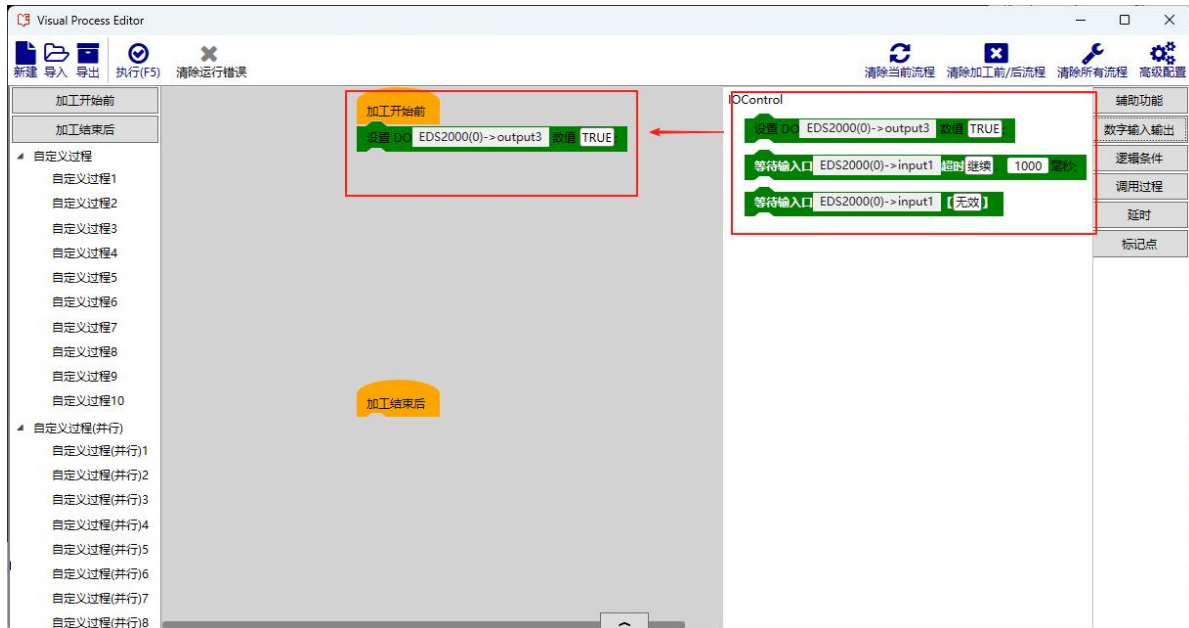 Visual Process Editor
新建 导入 导出 执行(F5) 清除运行错误 清除当前流程 清除加工前/后流程 清除所有流程 高级配置
加工开始前
加工结束后
自定义过程
自定义过程1
自定义过程2
自定义过程3
自定义过程4
自定义过程5
自定义过程6
自定义过程7
自定义过程8
自定义过程9
自定义过程10
自定义过程(并行)
自定义过程(并行)1
自定义过程(并行)2
自定义过程(并行)3
自定义过程(并行)4
自定义过程(并行)5
自定义过程(并行)6
自定义过程(并行)7
自定义过程(并行)8
加工开始前
设置 DO EDS2000(0)->output3 数值 TRUE;
加工结束后
IOControl
设置 DO EDS2000(0)->output3 数值 TRUE;
等待输入口 EDS2000(0)->input1 超时 继续 1000 毫秒;
等待输入口 EDS2000(0)->input1 【无效】
辅助功能
数字输入输出
逻辑条件
调用过程
延时
标记点